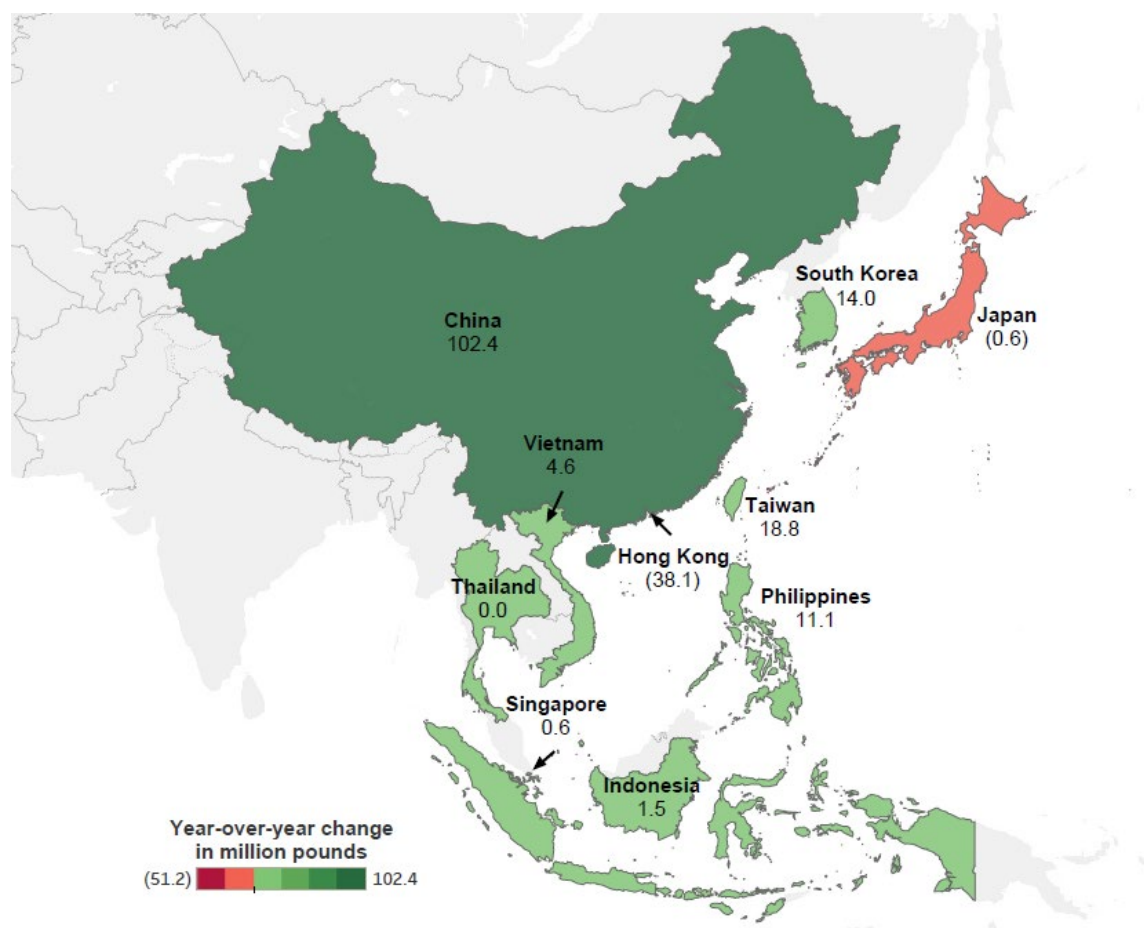 South Korea
14.0
Japan
(0.6)
China
102.4
Vietnam
4.6
Taiwan
18.8
Hong Kong
(38.1)
Thailand
0.0
Philippines
11.1
Singapore
0.6
Indonesia
1.5
Year-over-year change
in million pounds
(51.2) 102.4